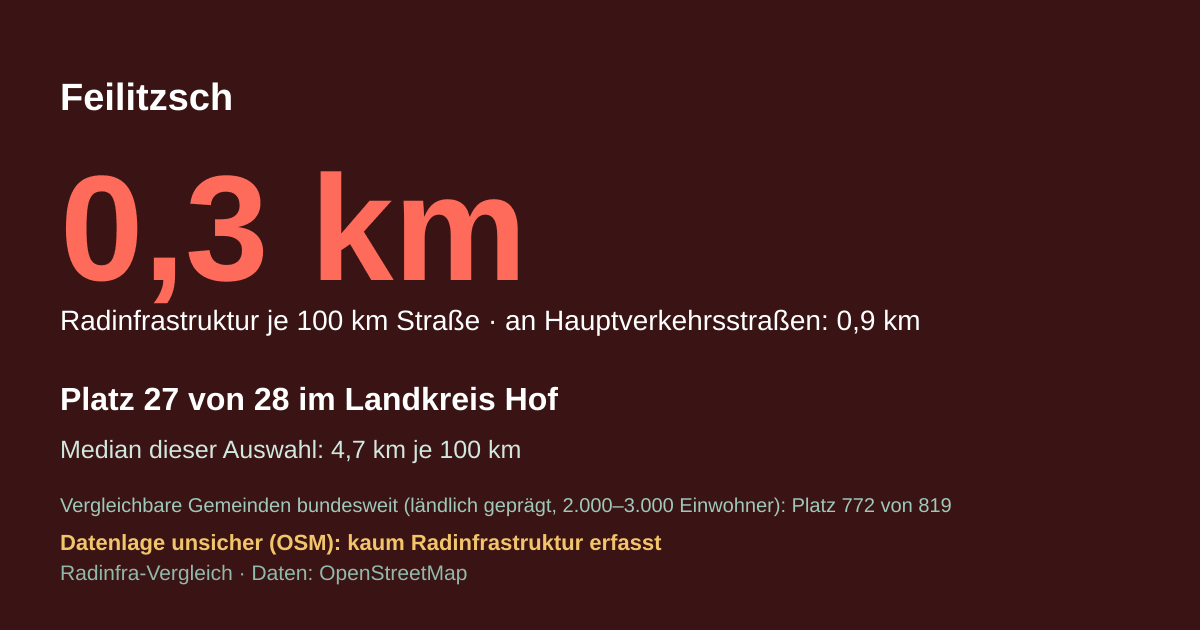 Feilitzsch
0,3 km
Radinfrastruktur je 100 km Straße · an Hauptverkehrsstraßen: 0,9 km
Platz 27 von 28 im Landkreis Hof
Median dieser Auswahl: 4,7 km je 100 km
Vergleichbare Gemeinden bundesweit (ländlich geprägt, 2.000–3.000 Einwohner): Platz 772 von 819
Datenlage unsicher (OSM): kaum Radinfrastruktur erfasst
Radinfra-Vergleich · Daten: OpenStreetMap